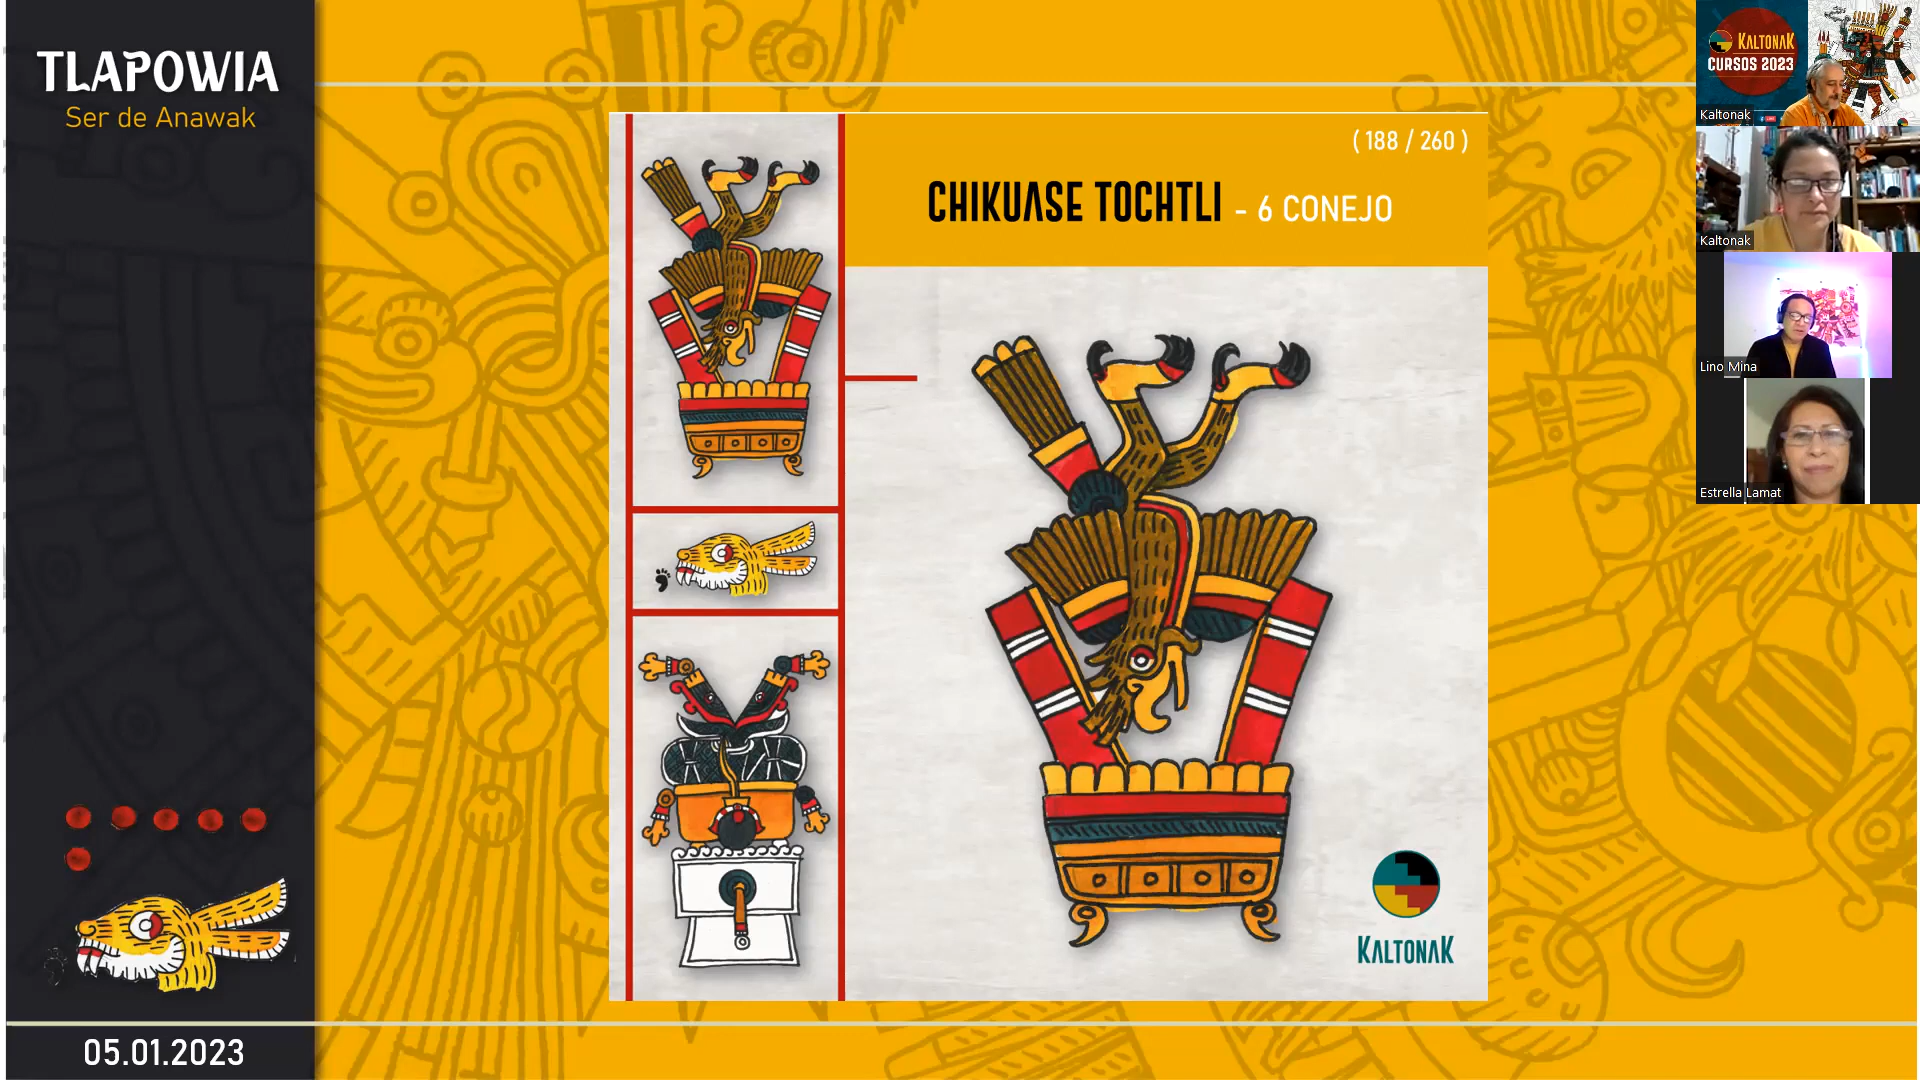 TLAPOWIA
Ser de Anawak
05.01.2023
( 188 / 260 )
CHIKUASE TOCHTLI - 6 CONEJO
KALTONAK
KALTONAK
CURSOS 2023
Kaltonak
Kaltonak
Lino Mina
Estrella Lamat